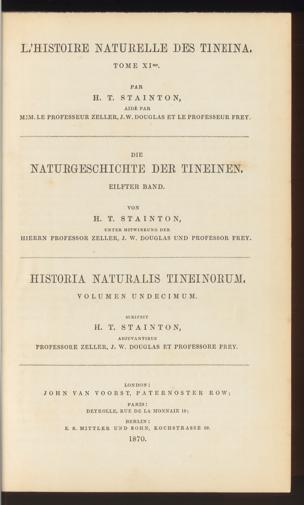 L'HISTOIRE NATURELLE DES TINEINA.
TOME XIme.
PAR
H. T. STAINTON,
AIDÉ PAR
MM. LE PROFESSEUR ZELLER, J. W. DOUGLAS ET LE PROFESSEUR FREY.
DIE
NATURGESCHICHTE DER TINEINEN.
EILFTER BAND.
VON
H. T. STAINTON,
UNTER MITWIRKUNG DER
HERRN PROFESSOR ZELLER, J. W. DOUGLAS UND PROFESSOR FREY.
HISTORIA NATURALIS TINEINORUM.
VOLUMEN UNDECIMUM.
SCRIPSIT
H. T. STAINTON,
ADJUVANTIBUS
PROFESSORE ZELLER, J. W. DOUGLAS ET PROFESSORE FREY.
LONDON:
JOHN VAN VOORST, PATERNOSTER ROW;
PARIS:
DEYROLLE, RUE DE LA MONNAIE 19;
BERLIN:
E. S. MITTLER UND SOHN, KOCHSTRASSE 69.
1870.